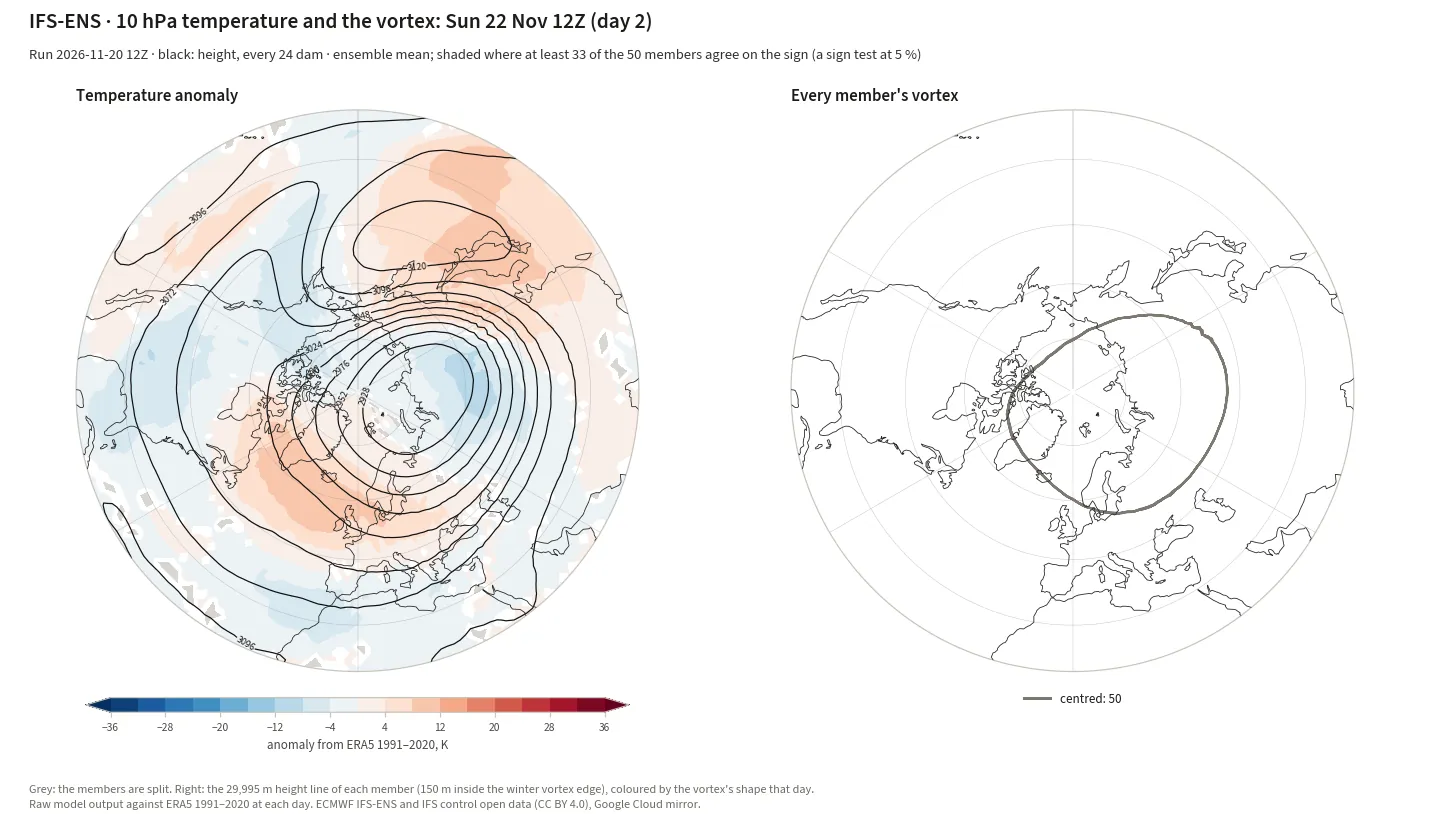 IFS-ENS · 10 hPa temperature and the vortex: Sun 22 Nov 12Z (day 2)
Run 2026-11-20 12Z · black: height, every 24 dam · ensemble mean; shaded where at least 33 of the 50 members agree on the sign (a sign test at 5 %)
Temperature anomaly
Every member's vortex
3096
3120
3096
3072
3048
3024
2976
2952
2928
3096
centred: 50
−36 −28 −20 −12 −4 4 12 20 28 36
anomaly from ERA5 1991–2020, K
Grey: the members are split. Right: the 29,995 m height line of each member (150 m inside the winter vortex edge), coloured by the vortex's shape that day.
Raw model output against ERA5 1991–2020 at each day. ECMWF IFS-ENS and IFS control open data (CC BY 4.0), Google Cloud mirror.